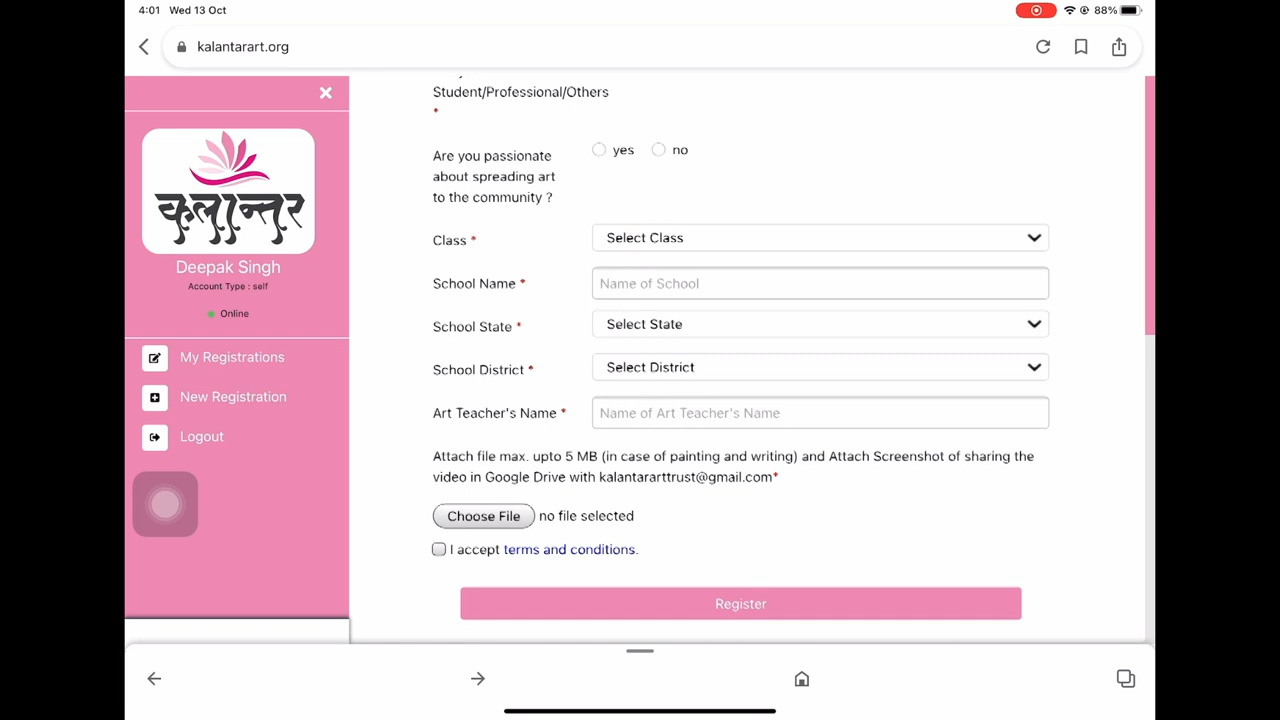 4:01 Wed 13 Oct
88%
kalantarart.org
Student/Professional/Others
*
Are you passionate
about spreading art
to the community ?
yes
no
कलान्तर
Deepak Singh
Account Type : self
Online
My Registrations
New Registration
Logout
Class *
Select Class
School Name *
Name of School
School State *
Select State
School District *
Select District
Art Teacher's Name *
Name of Art Teacher's Name
Attach file max. upto 5 MB (in case of painting and writing) and Attach Screenshot of sharing the
video in Google Drive with kalantararttrust@gmail.com*
Choose File no file selected
I accept terms and conditions.
Register